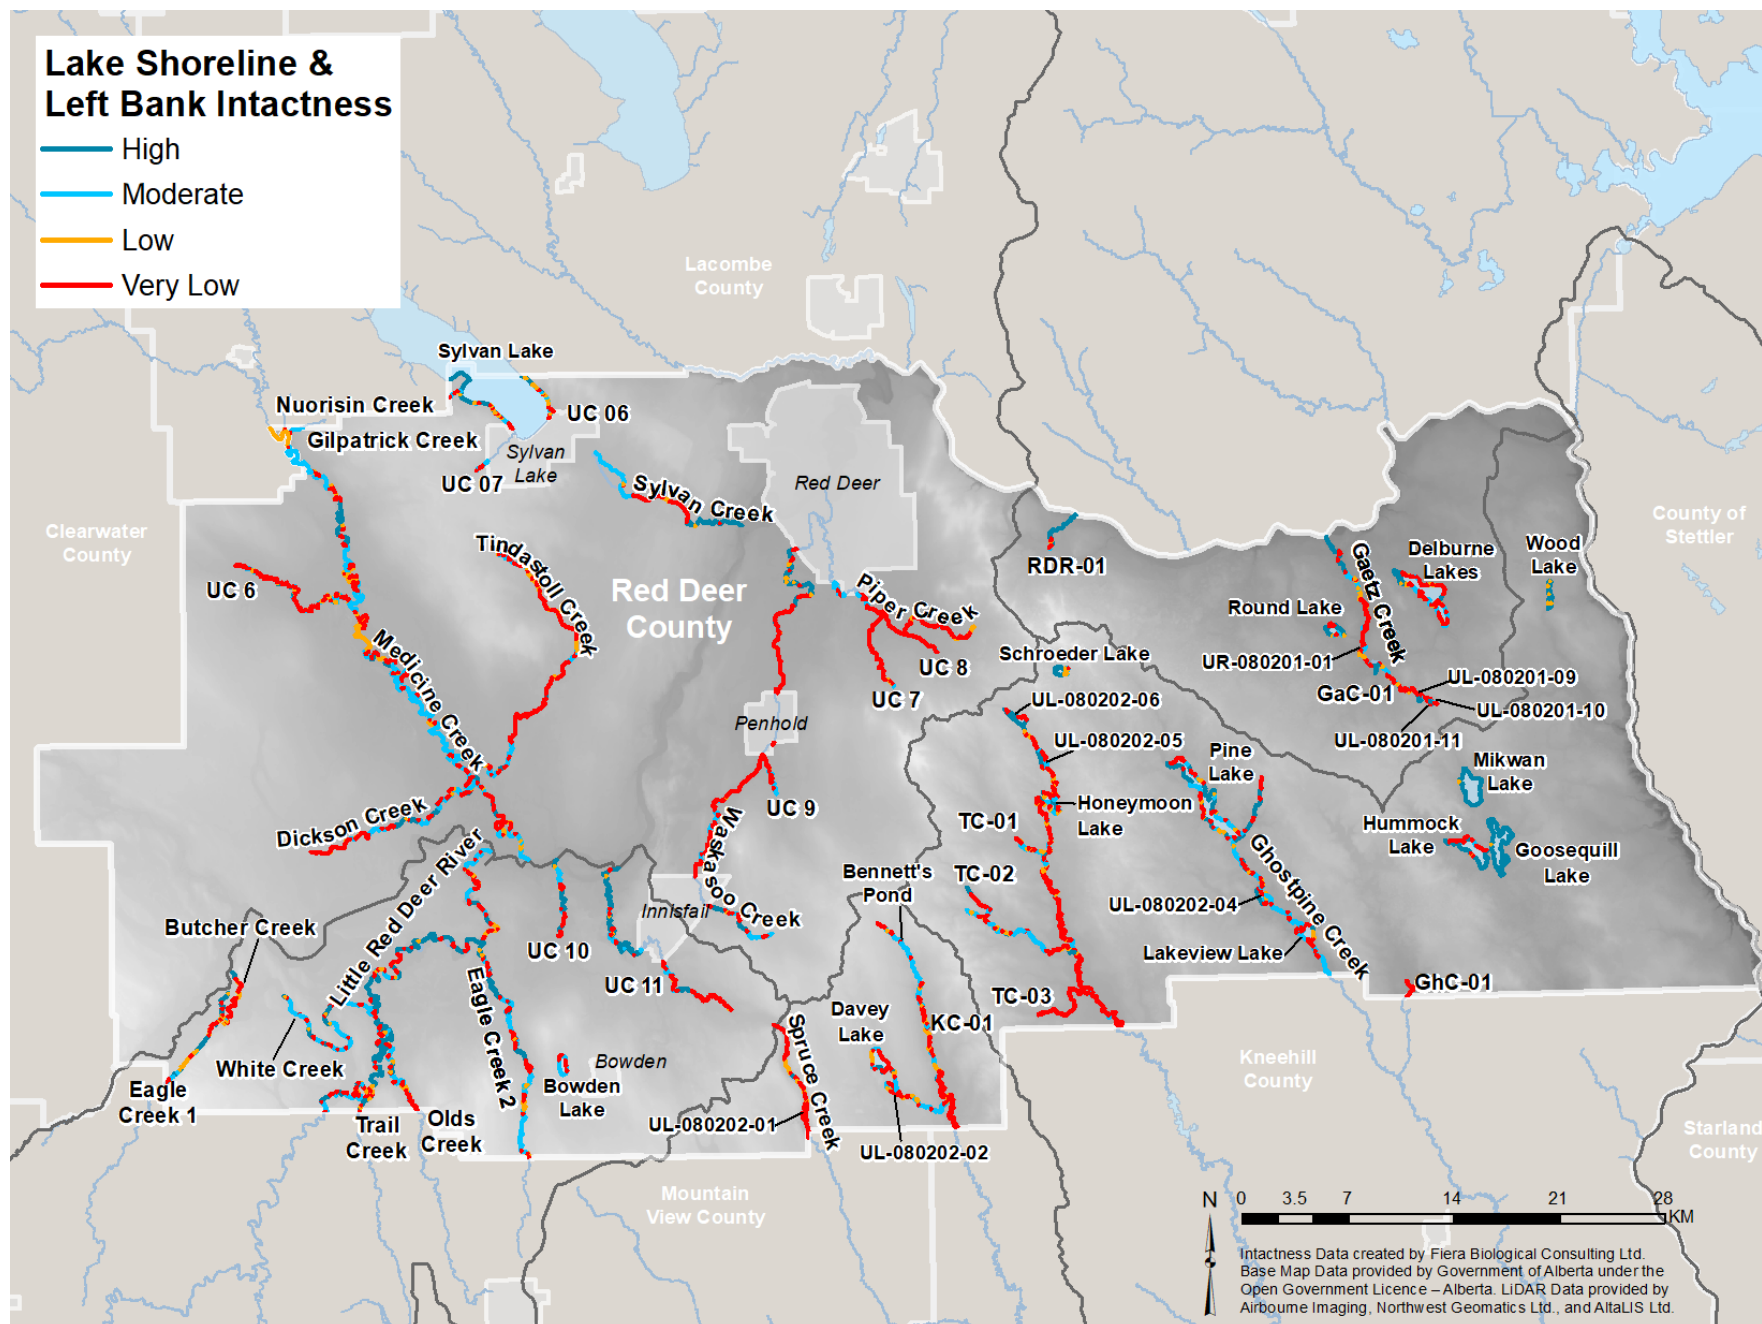 Lake Shoreline &
Left Bank Intactness
High
Moderate
Low
Very Low
Lacombe
County
Sylvan Lake
Nuorisin Creek
UC 06
Gilpatrick Creek
Sylvan
Lake
UC 07
Sylvan Creek
Red Deer
Clearwater
County
County of
Stettler
Tindastoll Creek
UC 6
Red Deer
County
Piper Creek
RDR-01
Gaetz Creek
Delburne
Lakes
Wood
Lake
Round Lake
Medicine Creek
UC 8
UC 7
Schroeder Lake
UR-080201-01
UL-080201-09
GaC-01
UL-080201-10
UL-080201-11
UL-080202-06
Penhold
UL-080202-05
Pine
Lake
Mikwan
Lake
UC 9
Honeymoon
Lake
TC-01
Dickson Creek
Waskasoo Creek
Hummock
Lake
Goosequill
Lake
Ghostpine Creek
Little Red Deer River
Bennett's
Pond
TC-02
UL-080202-04
Innisfail
Butcher Creek
UC 10
Lakeview Lake
UC 11
GhC-01
TC-03
Eagle Creek 2
Davey
Lake
KC-01
Spruce Creek
White Creek
Bowden
Bowden
Lake
Kneehill
County
Eagle
Creek 1
Trail
Creek
Olds
Creek
UL-080202-01
UL-080202-02
Starland
County
Mountain
View County
N
0 3.5 7 14 21 28
KM
Intactness Data created by Fiera Biological Consulting Ltd.
Base Map Data provided by Government of Alberta under the
Open Government Licence – Alberta. LiDAR Data provided by
Airbourne Imaging, Northwest Geomatics Ltd., and AltaLIS Ltd.